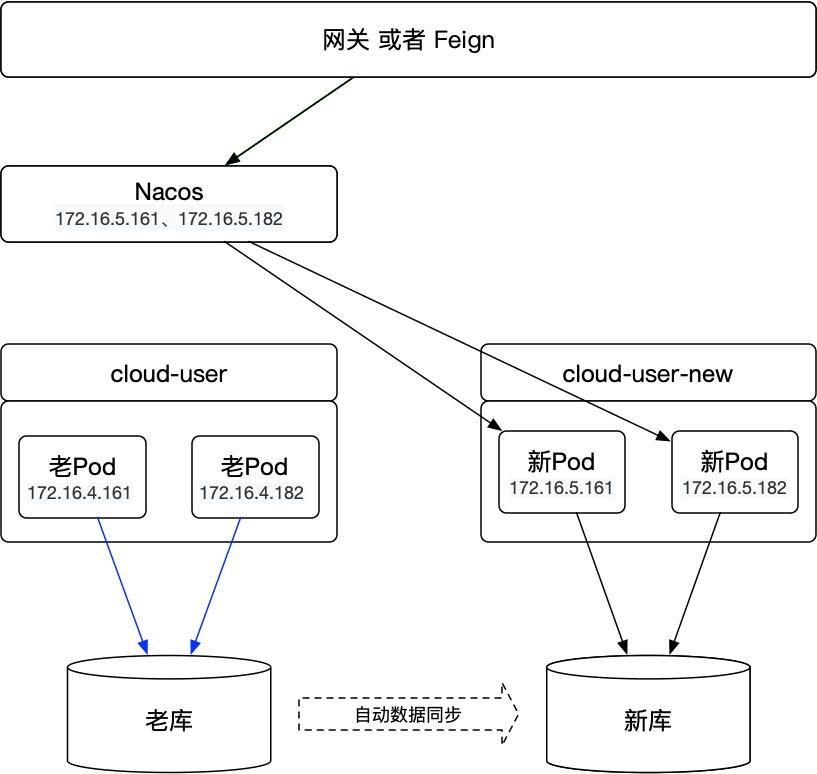 网关 或者 Feign
Nacos
172.16.5.161、172.16.5.182
cloud-user
cloud-user-new
老Pod
172.16.4.161
老Pod
172.16.4.182
新Pod
172.16.5.161
新Pod
172.16.5.182
老库
自动数据同步
新库